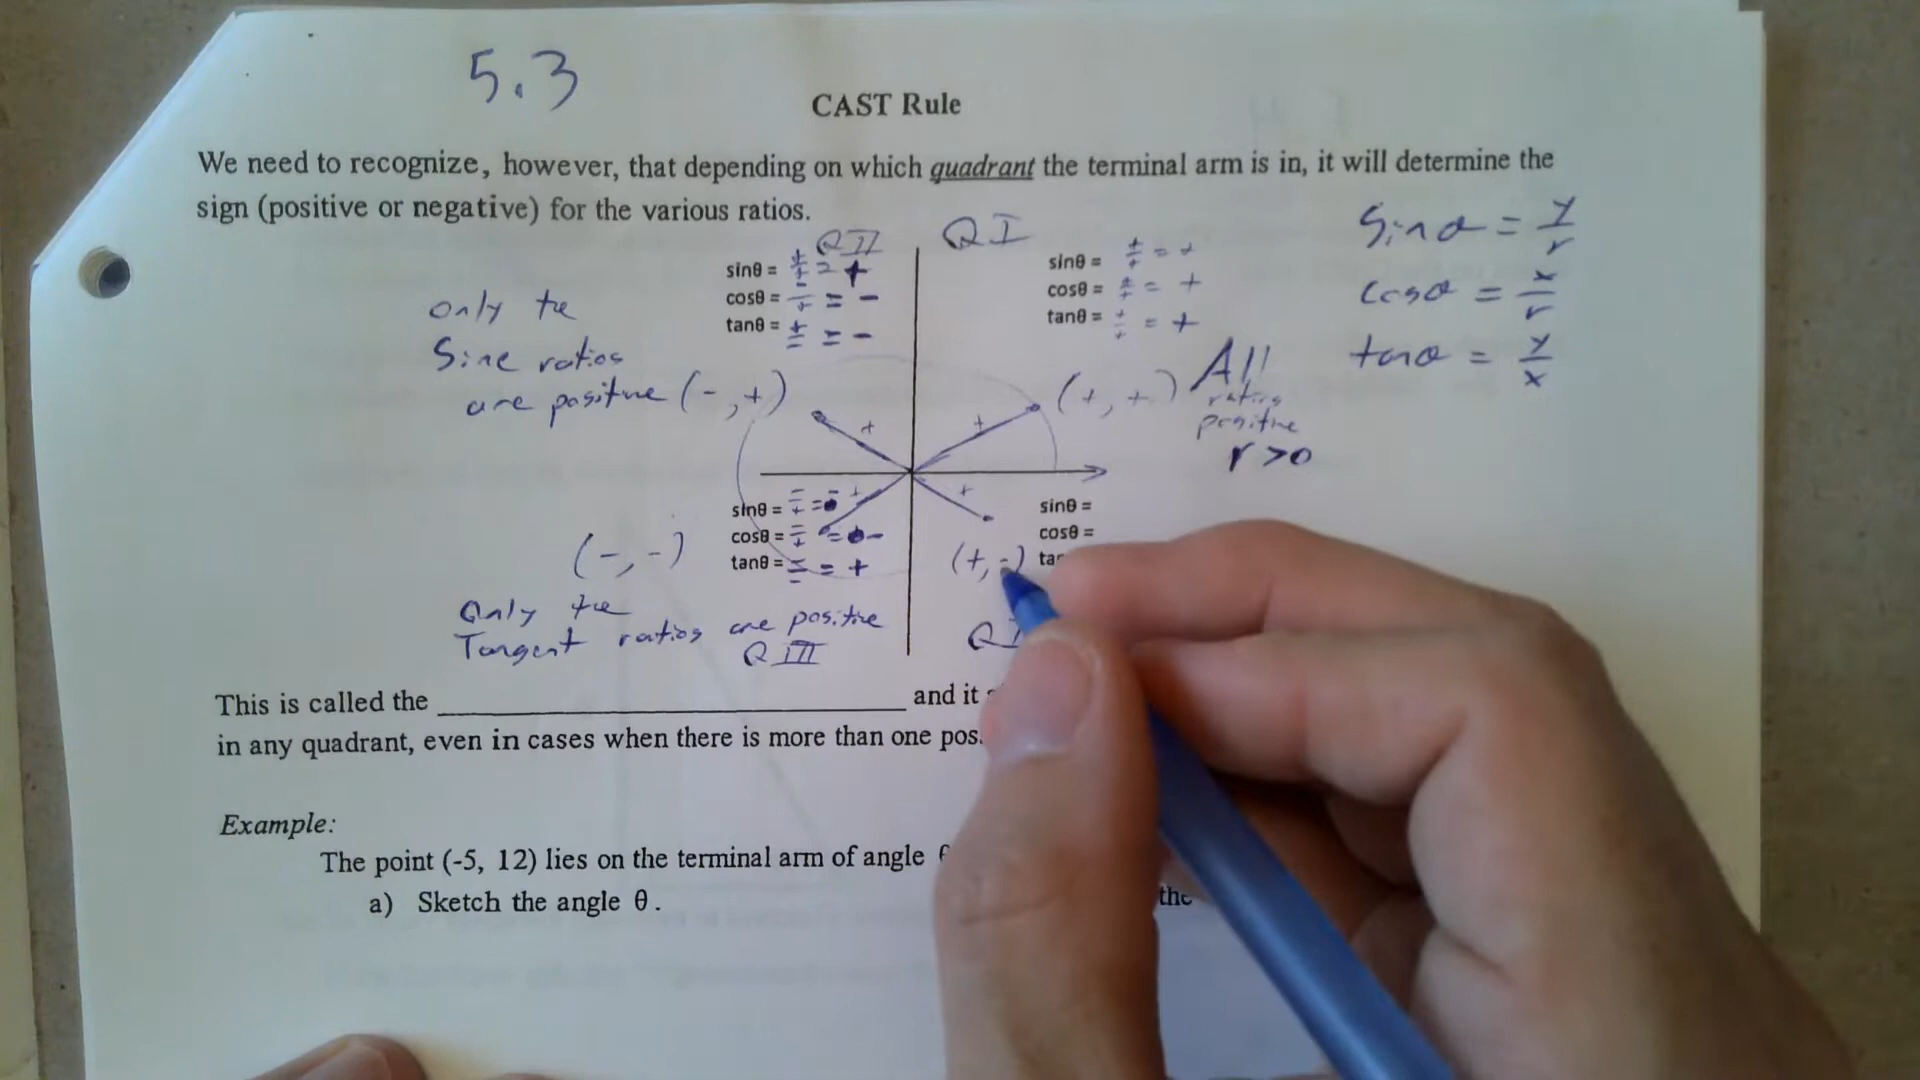 5.3
CAST Rule
We need to recognize, however, that depending on which quadrant the terminal arm is in, it will determine the
sign (positive or negative) for the various ratios.
QII
sinθ = +/+ = +
cosθ = -/+ = -
tanθ = +/- = -
QI
sinθ = +/+ = +
cosθ = +/+ = +
tanθ = +/+ = +
Sinθ = y/r
Cosθ = x/r
tanθ = y/x
Only the
Sine ratios
are positive (-,+)
(+,+) All
ratios
positive
r>0
+
+
+
+
sinθ = -/+ = -
cosθ = -/+ = -
tanθ = -/- = +
(-,-)
Only the
Tangent ratios are positive
QIII
sinθ =
cosθ =
(+,-)
This is called the and it
in any quadrant, even in cases when there is more than one
Example:
The point (-5, 12) lies on the terminal arm of angle
a) Sketch the angle θ. the